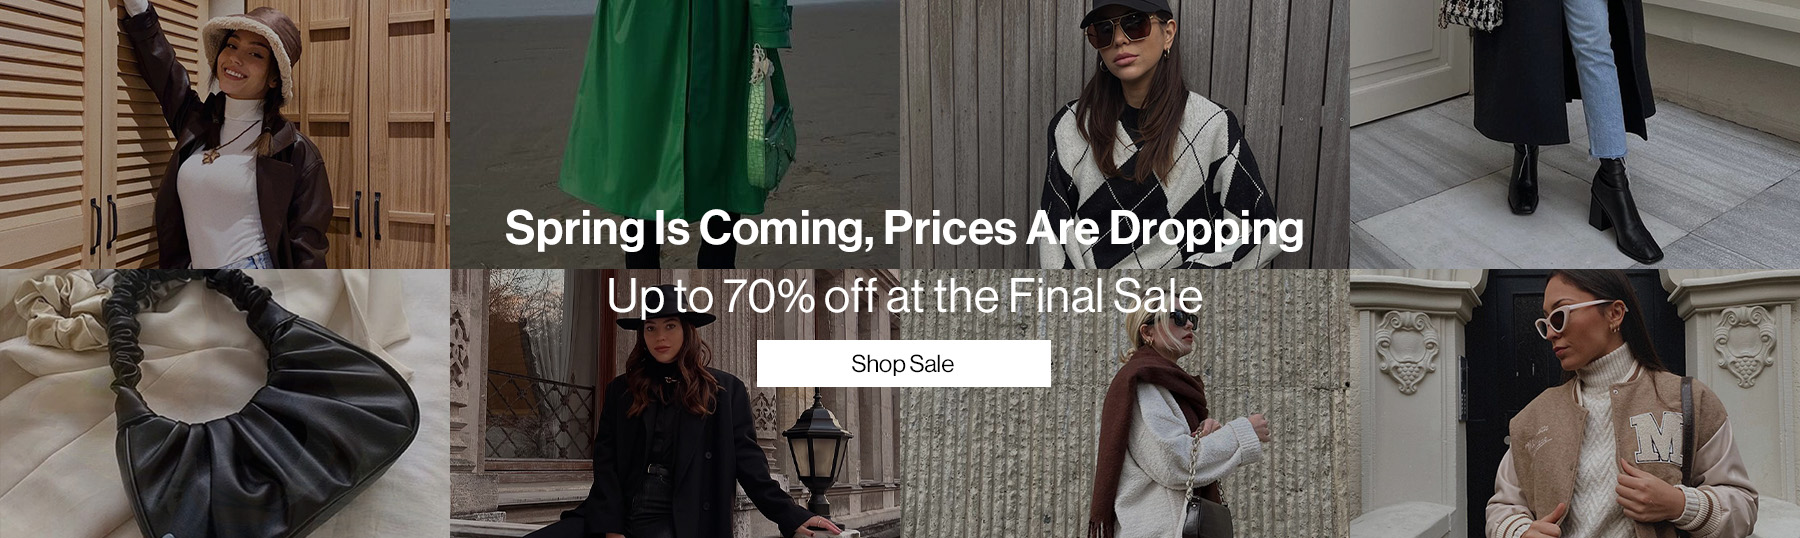 Spring Is Coming, Prices Are Dropping
Up to 70% off at the Final Sale
Shop Sale
M